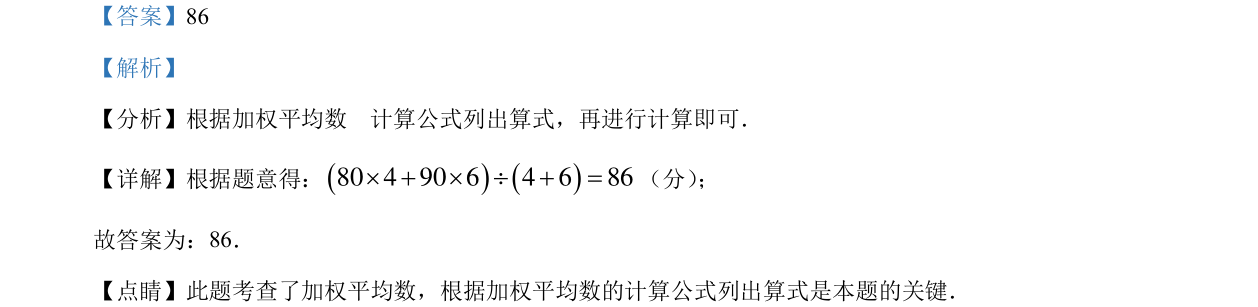 【答案】86
【解析】
【分析】根据加权平均数 计算公式列出算式，再进行计算即可．
【详解】根据题意得：(80×4+90×6)÷(4+6)=86（分）；
故答案为：86．
【点睛】此题考查了加权平均数，根据加权平均数的计算公式列出算式是本题的关键．